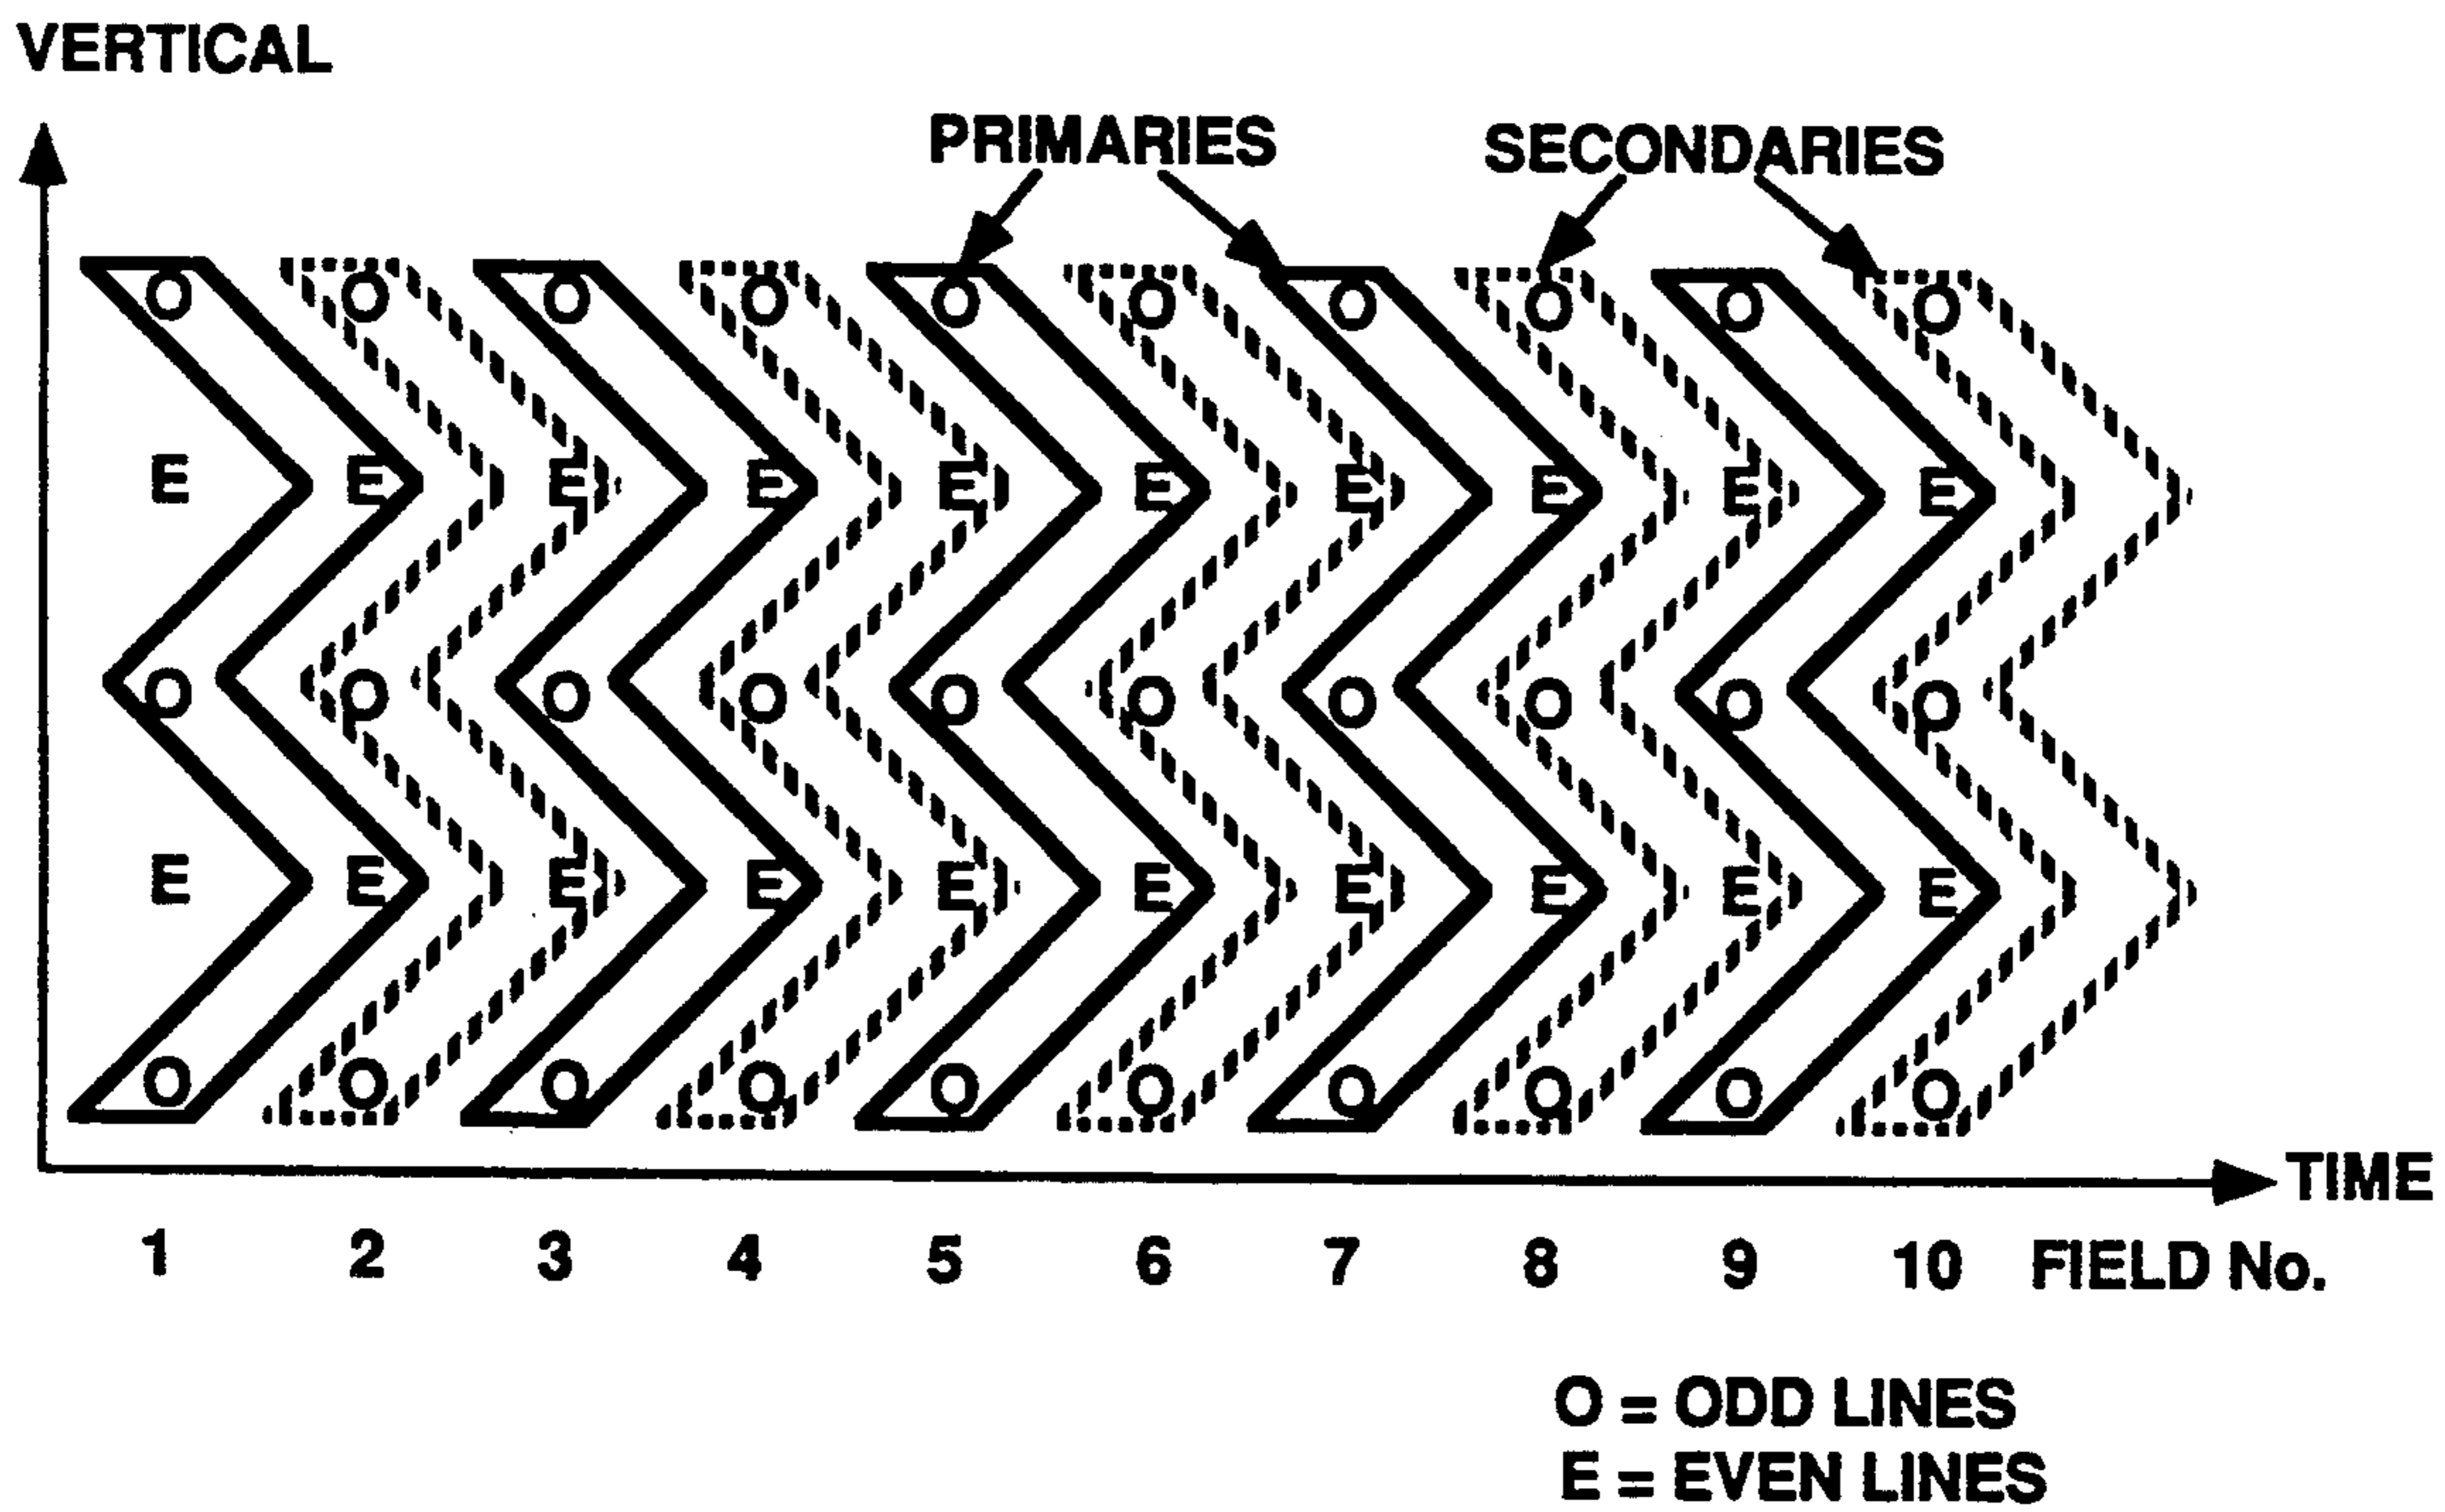 VERTICAL
PRIMARIES SECONDARIES
O O O O O O O O O O
E E E E E E E E E E
O O O O O O O O O O
E E E E E E E E E E
O O O O O O O O O O
TIME
1 2 3 4 5 6 7 8 9 10 FIELD No.
O = ODD LINES
E = EVEN LINES